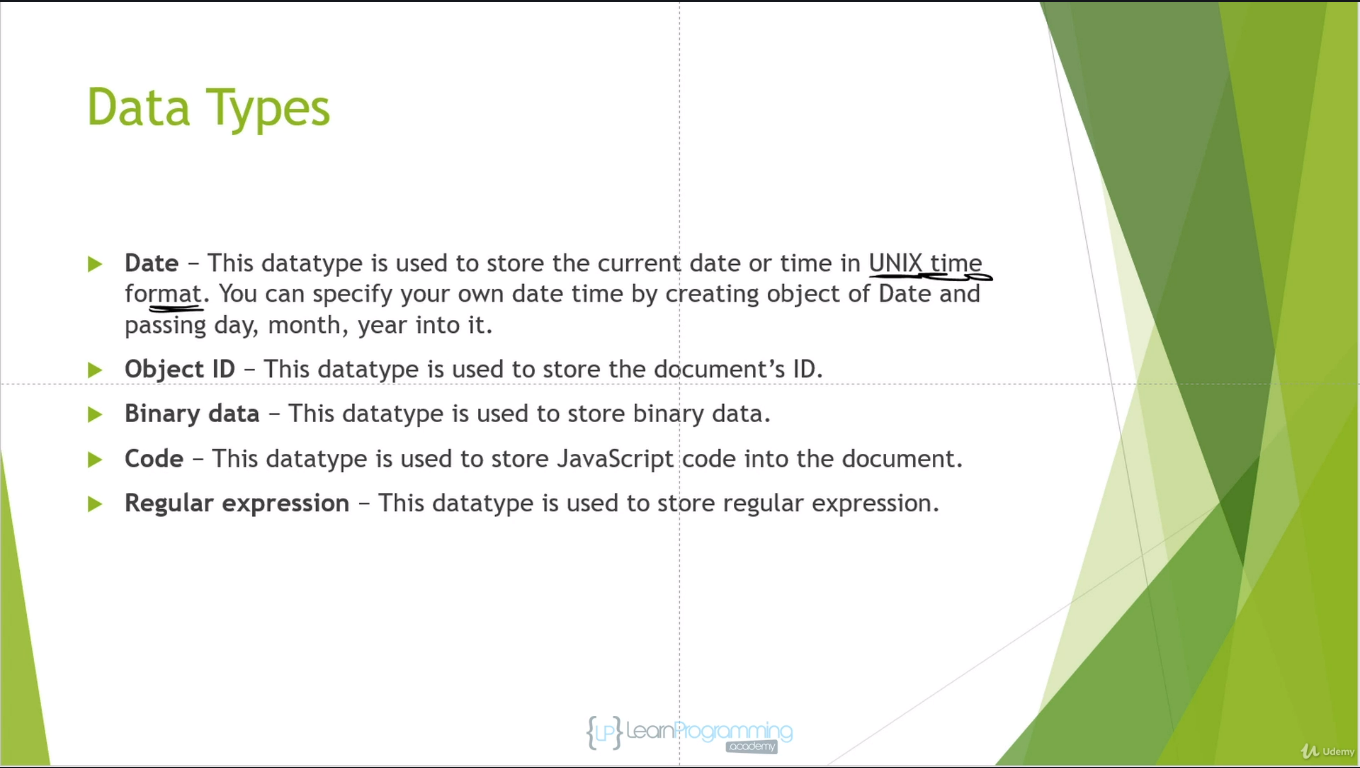 Data Types
Date – This datatype is used to store the current date or time in UNIX time
format. You can specify your own date time by creating object of Date and
passing day, month, year into it.
Object ID – This datatype is used to store the document’s ID.
Binary data – This datatype is used to store binary data.
Code – This datatype is used to store JavaScript code into the document.
Regular expression – This datatype is used to store regular expression.
{LP} LearnProgramming
academy
Udemy